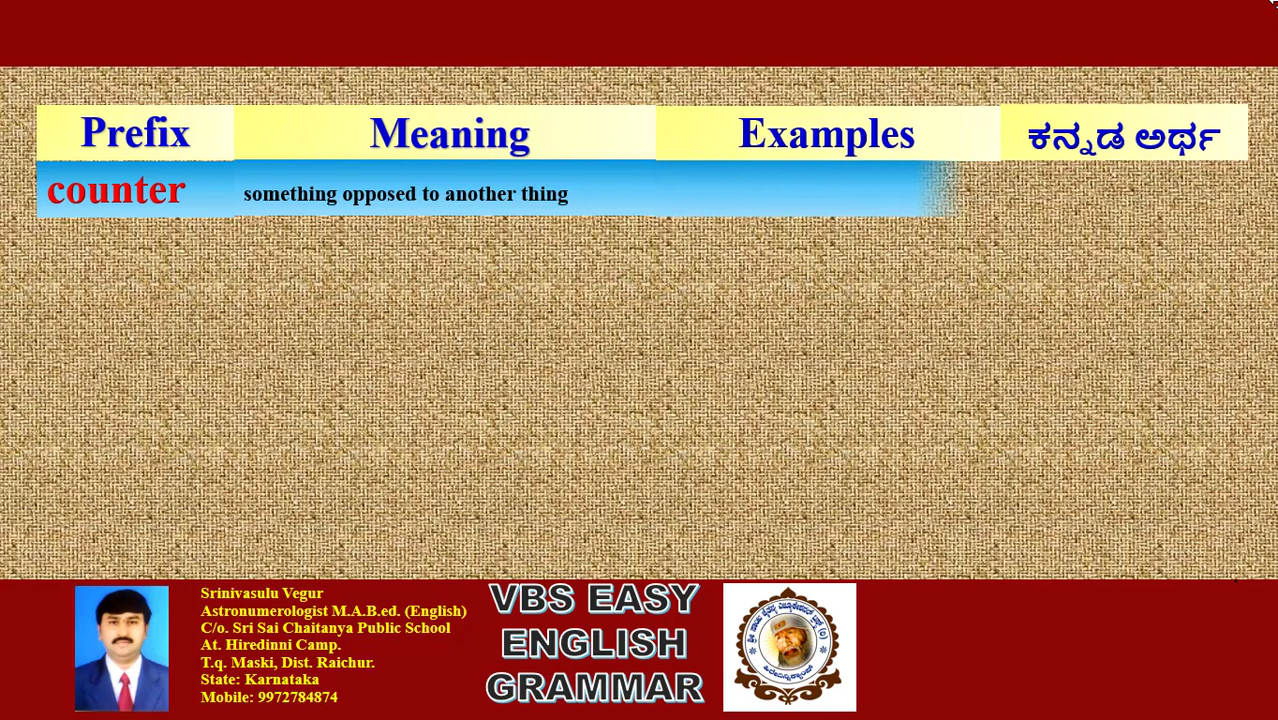 Prefix Meaning Examples ಕನ್ನಡ ಅರ್ಥ
counter something opposed to another thing
Srinivasulu Vegur
Astronumerologist M.A.B.ed. (English)
C/o. Sri Sai Chaitanya Public School
At. Hiredinni Camp.
T.q. Maski, Dist. Raichur.
State: Karnataka
Mobile: 9972784874
VBS EASY
ENGLISH
GRAMMAR